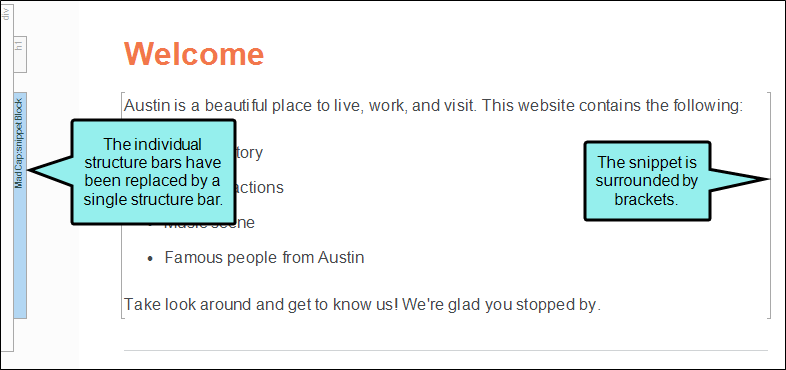 div
h1
Welcome
MadCap:snippetBlock
Austin is a beautiful place to live, work, and visit. This website contains the following:
The individual
structure bars have
been replaced by a
single structure bar.
tory
actions
Music scene
• Famous people from Austin
The snippet is
surrounded by
brackets.
Take look around and get to know us! We're glad you stopped by.